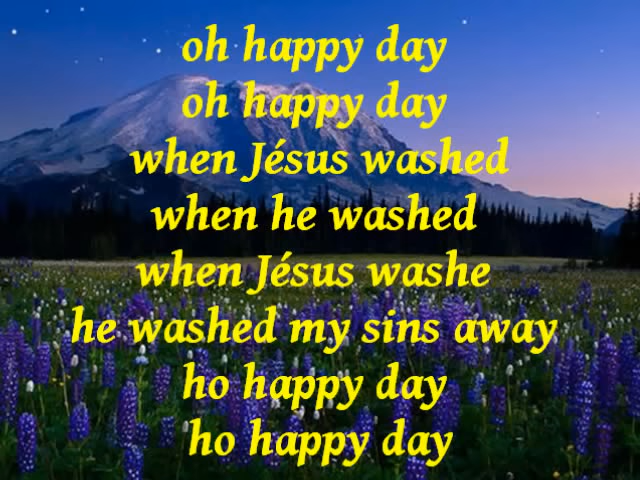 oh happy day
oh happy day
when Jésus washed
when he washed
when Jésus washe
he washed my sins away
ho happy day
ho happy day